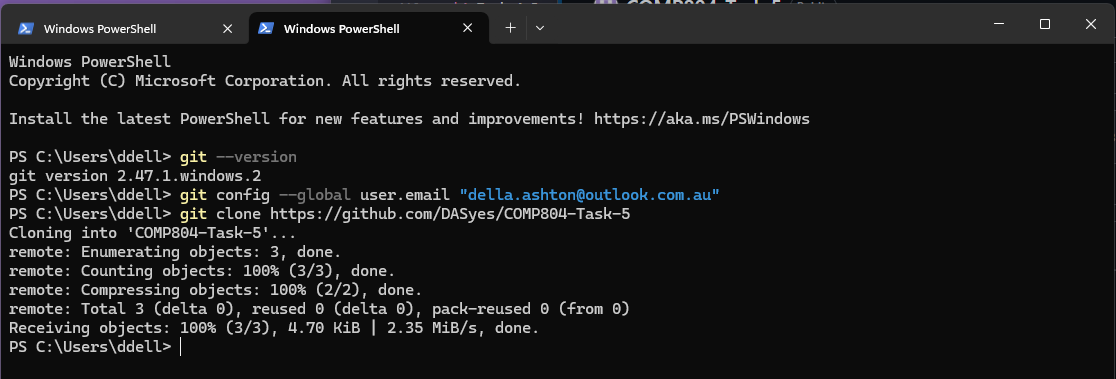 Windows PowerShell
Windows PowerShell
Windows PowerShell
Copyright (C) Microsoft Corporation. All rights reserved.
Install the latest PowerShell for new features and improvements! https://aka.ms/PSWindows
PS C:\Users\ddell> git --version
git version 2.47.1.windows.2
PS C:\Users\ddell> git config --global user.email "della.ashton@outlook.com.au"
PS C:\Users\ddell> git clone https://github.com/DASyes/COMP804-Task-5
Cloning into 'COMP804-Task-5'...
remote: Enumerating objects: 3, done.
remote: Counting objects: 100% (3/3), done.
remote: Compressing objects: 100% (2/2), done.
remote: Total 3 (delta 0), reused 0 (delta 0), pack-reused 0 (from 0)
Receiving objects: 100% (3/3), 4.70 KiB | 2.35 MiB/s, done.
PS C:\Users\ddell>